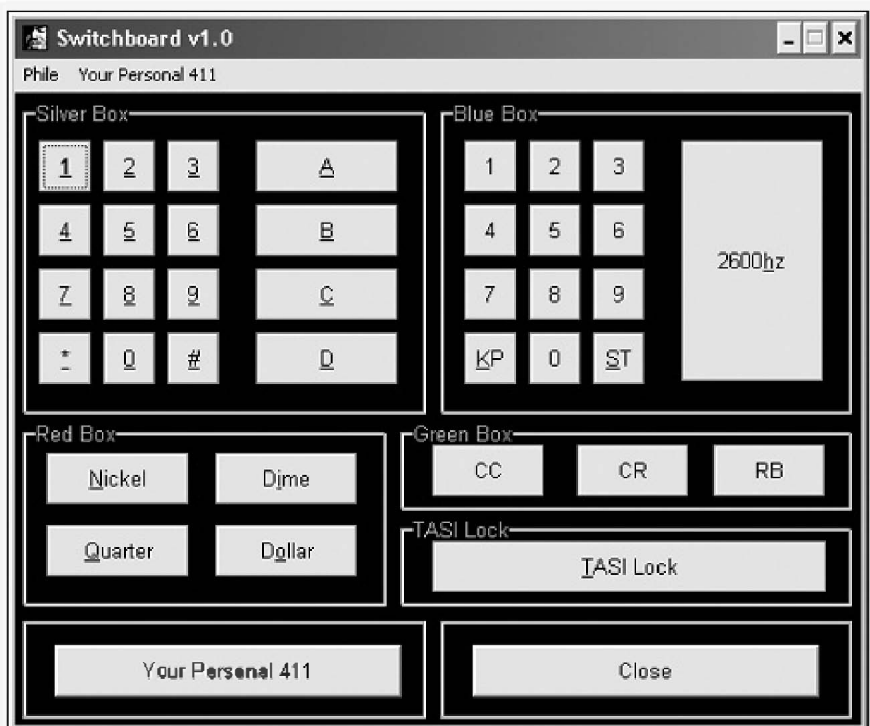 Switchboard v1.0
Phile Your Personal 411
Silver Box
1 2 3 A
4 5 6 B
7 8 9 C
* 0 # D
Blue Box
1 2 3
4 5 6
7 8 9
KP 0 ST
2600hz
Red Box
Nickel Dime
Quarter Dollar
Green Box
CC CR RB
TASI Lock
TASI Lock
Your Personal 411
Close